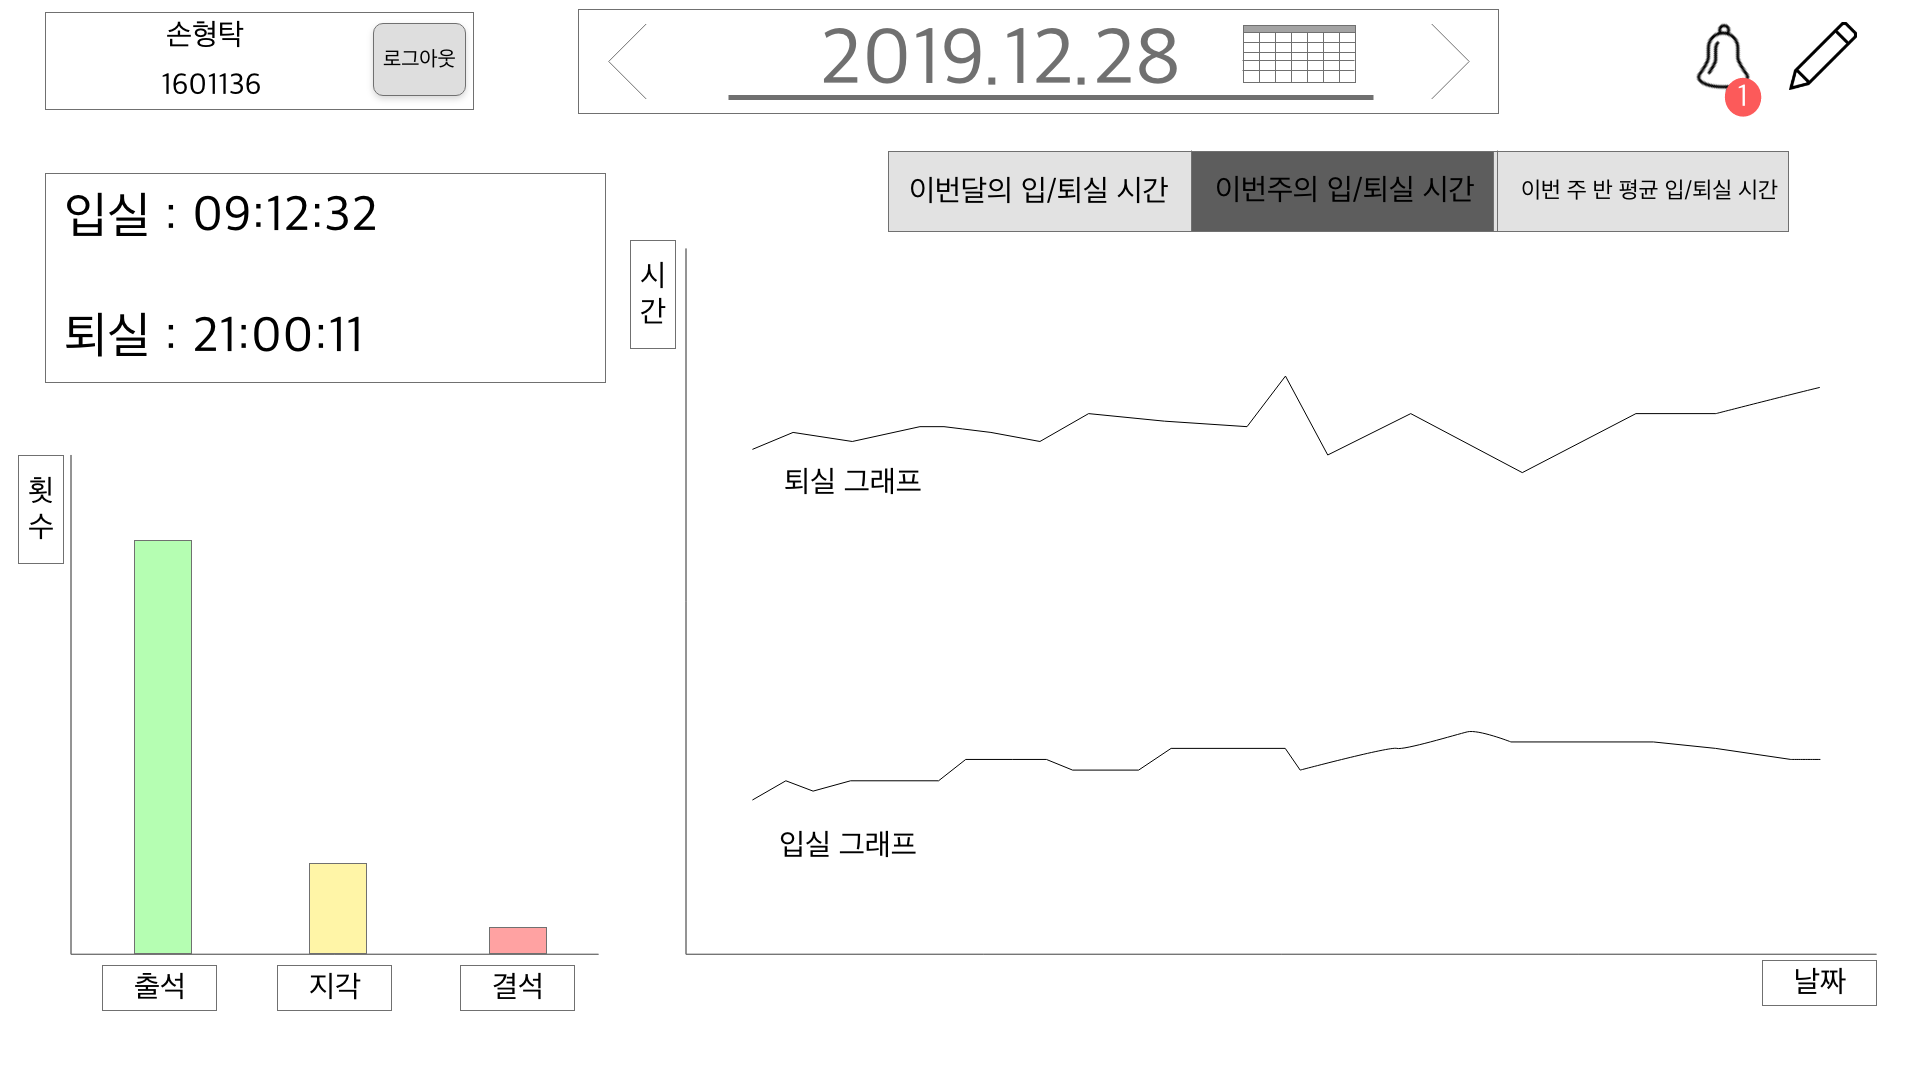 손형탁
1601136
로그아웃
2019.12.28
1
이번달의 입/퇴실 시간
이번주의 입/퇴실 시간
이번 주 반 평균 입/퇴실 시간
입실 : 09:12:32
퇴실 : 21:00:11
시
간
퇴실 그래프
입실 그래프
날짜
횟
수
출석
지각
결석